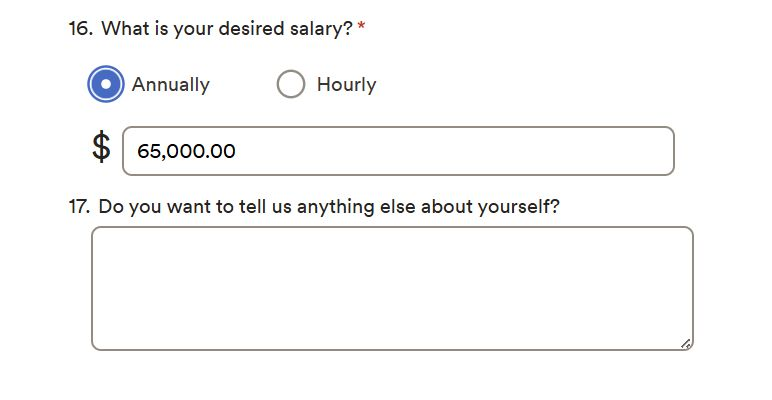 16. What is your desired salary? *
Annually Hourly
$ 65,000.00
17. Do you want to tell us anything else about yourself?